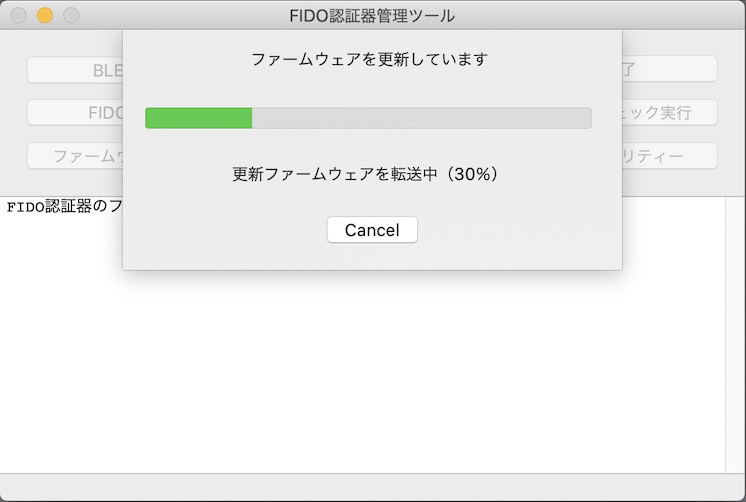 FIDO認証器管理ツール
ファームウェアを更新しています
更新ファームウェアを転送中（30%）
Cancel
BLE
了
FIDO
ェック実行
ファームウ
リティー
FIDO認証器のフ